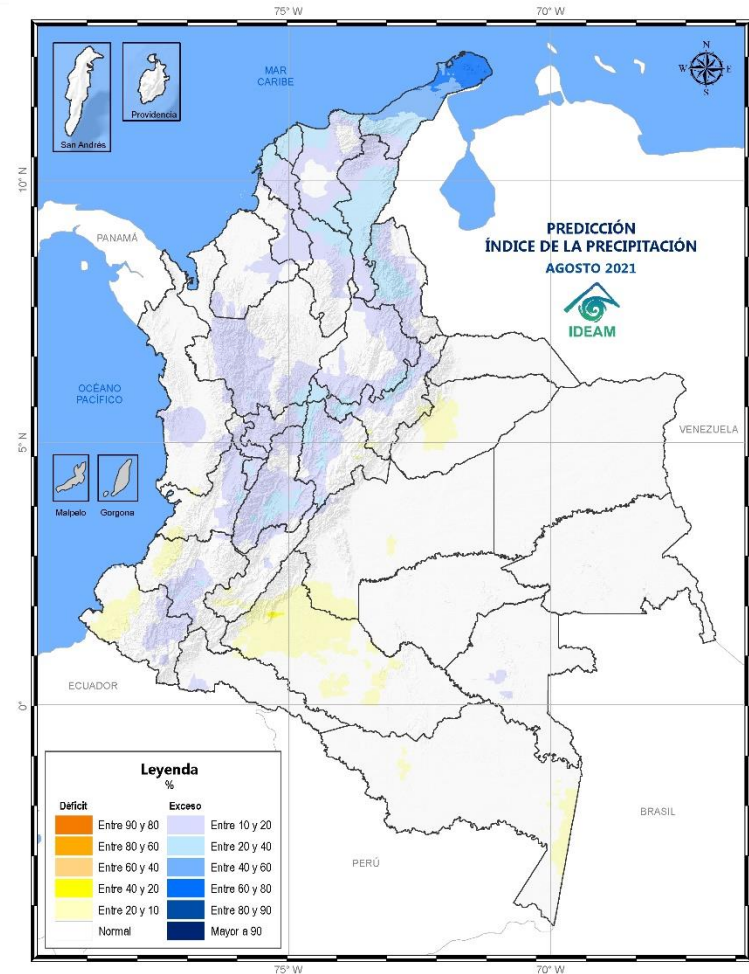 75° W
70° W
MAR
CARIBE
N
W
E
S
San Andrés
Providencia
10° N
10° N
PANAMÁ
PREDICCIÓN
ÍNDICE DE LA PRECIPITACIÓN
AGOSTO 2021
IDEAM
OCÉANO
PACÍFICO
VENEZUELA
5° N
5° N
Malpelo
Gorgona
ECUADOR
0°
0°
Leyenda
%
Déficit
Exceso
Entre 90 y 80
Entre 10 y 20
Entre 80 y 60
Entre 20 y 40
Entre 60 y 40
Entre 40 y 60
Entre 40 y 20
Entre 60 y 80
Entre 20 y 10
Entre 80 y 90
Normal
Mayor a 90
BRASIL
PERÚ
75° W
70° W